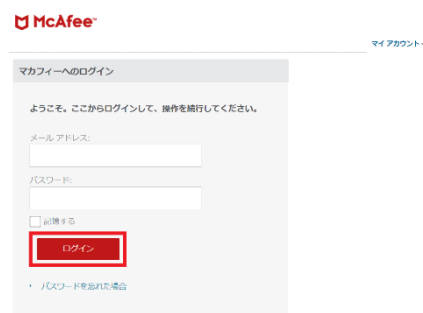 McAfee™
マイ アカウント
マカフィーへのログイン
ようこそ。ここからログインして、操作を続行してください。
メール アドレス:
パスワード:
記憶する
ログイン
・ パスワードを忘れた場合